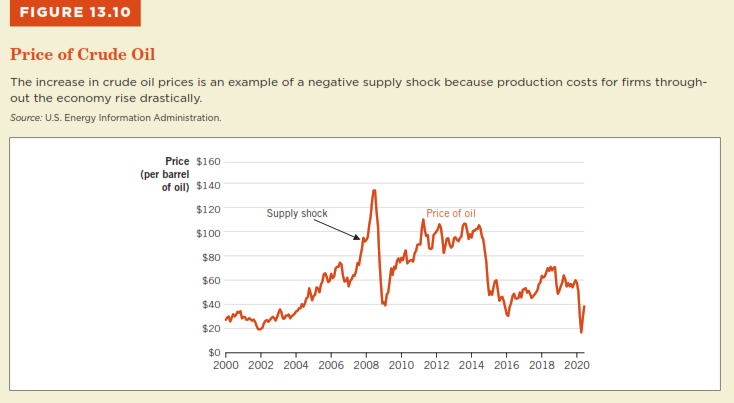 FIGURE 13.10
Price of Crude Oil
The increase in crude oil prices is an example of a negative supply shock because production costs for firms through-
out the economy rise drastically.
Source: U.S. Energy Information Administration.
Price
(per barrel
of oil)
$160
$140
$120
$100
$80
$60
$40
$20
$0
Supply shock
Price of oil
2000 2002 2004 2006 2008 2010 2012 2014 2016 2018 2020